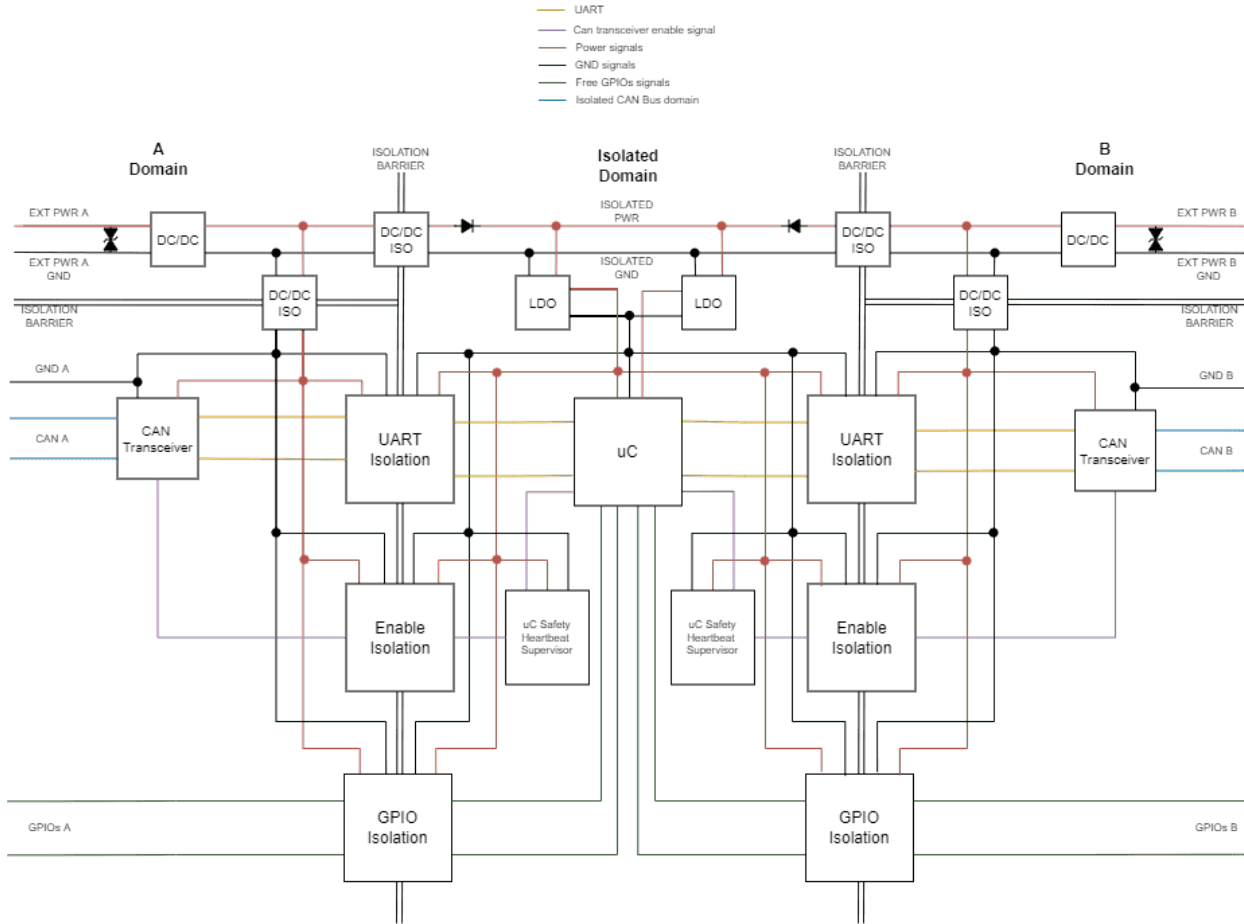 UART
Can transceiver enable signal
Power signals
GND signals
Free GPIOs signals
Isolated CAN Bus domain
A
Domain
ISOLATION
BARRIER
Isolated
Domain
ISOLATION
BARRIER
B
Domain
EXT PWR A
DC/DC
DC/DC
ISO
ISOLATED
PWR
DC/DC
ISO
DC/DC
EXT PWR B
EXT PWR A
GND
ISOLATED
GND
EXT PWR B
GND
DC/DC
ISO
LDO
LDO
DC/DC
ISO
ISOLATION
BARRIER
ISOLATION
BARRIER
GND A
GND B
CAN A
CAN
Transceiver
UART
Isolation
uC
UART
Isolation
CAN
Transceiver
CAN B
Enable
Isolation
uC Safety
Heartbeat
Supervisor
uC Safety
Heartbeat
Supervisor
Enable
Isolation
GPIOs A
GPIO
Isolation
GPIO
Isolation
GPIOs B